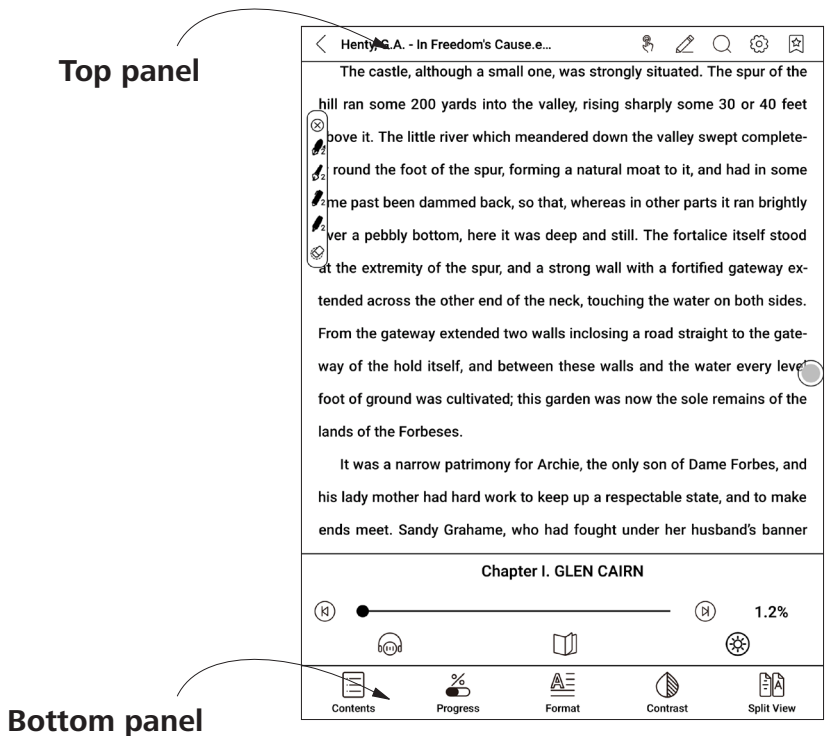 Top panel
Henty, G.A. - In Freedom's Cause.e...
The castle, although a small one, was strongly situated. The spur of the
hill ran some 200 yards into the valley, rising sharply some 30 or 40 feet
bove it. The little river which meandered down the valley swept complete-
round the foot of the spur, forming a natural moat to it, and had in some
me past been dammed back, so that, whereas in other parts it ran brightly
ver a pebbly bottom, here it was deep and still. The fortalice itself stood
at the extremity of the spur, and a strong wall with a fortified gateway ex-
tended across the other end of the neck, touching the water on both sides.
From the gateway extended two walls inclosing a road straight to the gate-
way of the hold itself, and between these walls and the water every level
foot of ground was cultivated; this garden was now the sole remains of the
lands of the Forbeses.
It was a narrow patrimony for Archie, the only son of Dame Forbes, and
his lady mother had hard work to keep up a respectable state, and to make
ends meet. Sandy Grahame, who had fought under her husband's banner
2
2
2
2
Chapter I. GLEN CAIRN
1.2%
Contents Progress Format Contrast Split View
Bottom panel